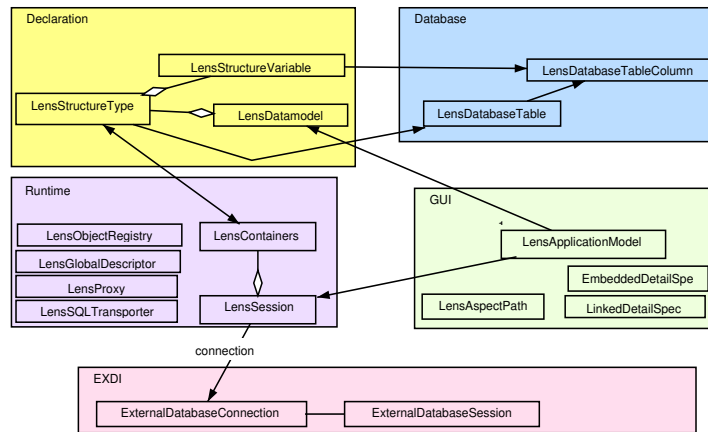 Declaration
Database
LensStructureVariable
LensDatabaseTableColumn
LensStructureType
LensDatamodel
LensDatabaseTable
Runtime
GUI
LensObjectRegistry
LensContainers
LensApplicationModel
LensGlobalDescriptor
EmbeddedDetailSpe
LensProxy
LensSQLTransporter
LensSession
LensAspectPath
LinkedDetailSpec
connection
EXDI
ExternalDatabaseConnection
ExternalDatabaseSession